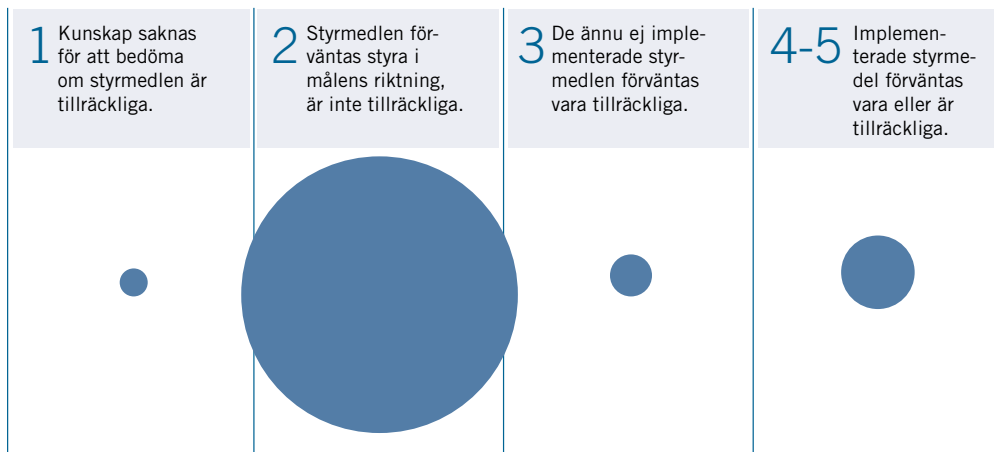 1 Kunskap saknas
för att bedöma
om styrmedlen är
tillräckliga.
2 Styrmedlen för-
väntas styra i
målens riktning,
är inte tillräckliga.
3 De ännu ej imple-
menterade styr-
medlen förväntas
vara tillräckliga.
4-5 Implemen-
terade styrme-
del förväntas
vara eller är
tillräckliga.